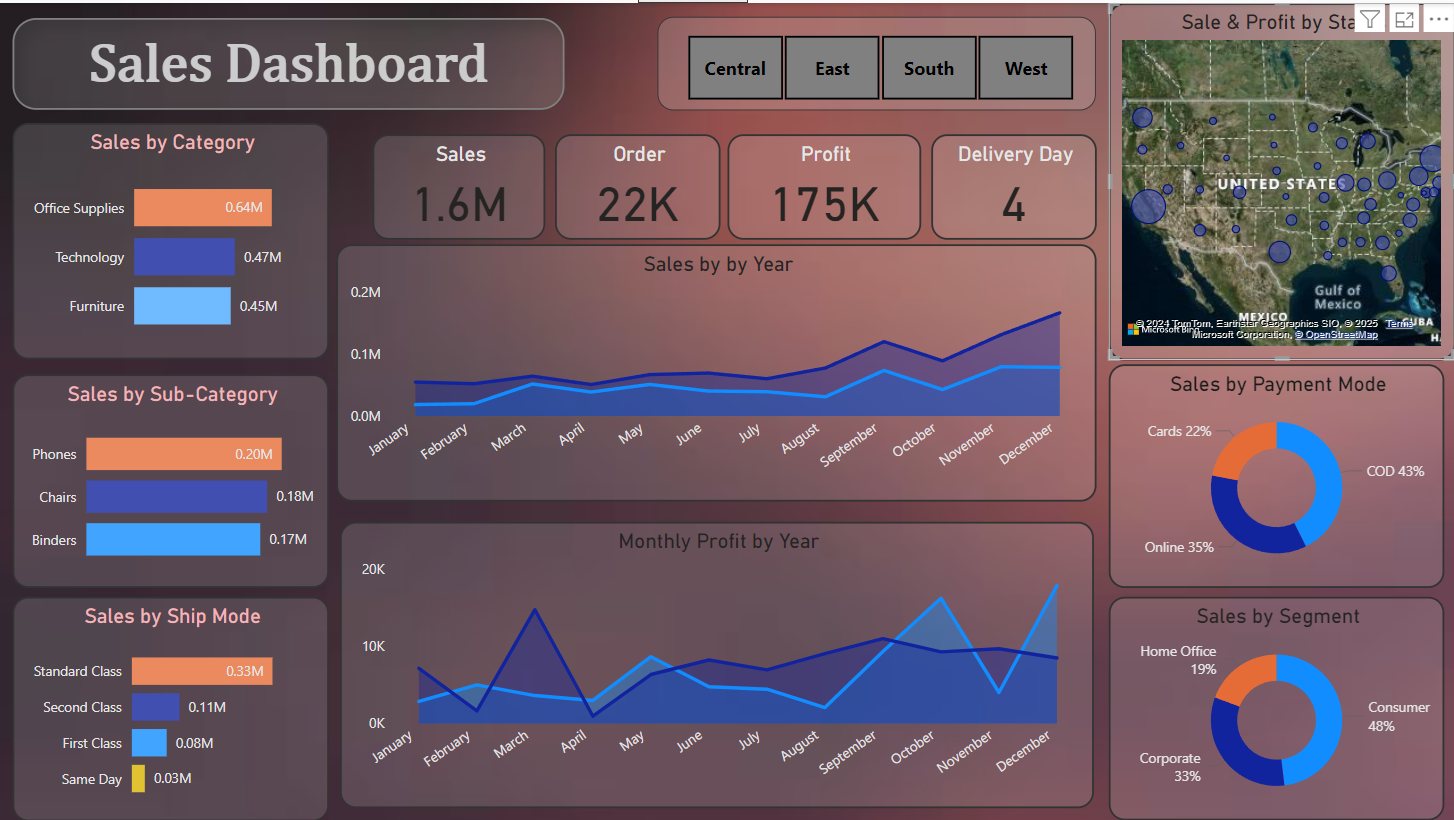 Sales Dashboard
Central
East
South
West
Sale & Profit by Sta
Sales by Category
Office Supplies
0.64M
Technology
0.47M
Furniture
0.45M
Sales
1.6M
Order
22K
Profit
175K
Delivery Day
4
UNITED STATES
Gulf of
Mexico
MEXICO
CUBA
© 2024 TomTom, Earthstar Geographics SIO, © 2025
Terms
Microsoft Bing
Microsoft Corporation, © OpenStreetMap
Sales by by Year
0.2M
0.1M
0.0M
January
February
March
April
May
June
July
August
September
October
November
December
Sales by Sub-Category
Phones
0.20M
Chairs
0.18M
Binders
0.17M
Sales by Payment Mode
Cards 22%
COD 43%
Online 35%
Monthly Profit by Year
20K
10K
0K
January
February
March
April
May
June
July
August
September
October
November
December
Sales by Ship Mode
Standard Class
0.33M
Second Class
0.11M
First Class
0.08M
Same Day
0.03M
Sales by Segment
Home Office
19%
Consumer
48%
Corporate
33%